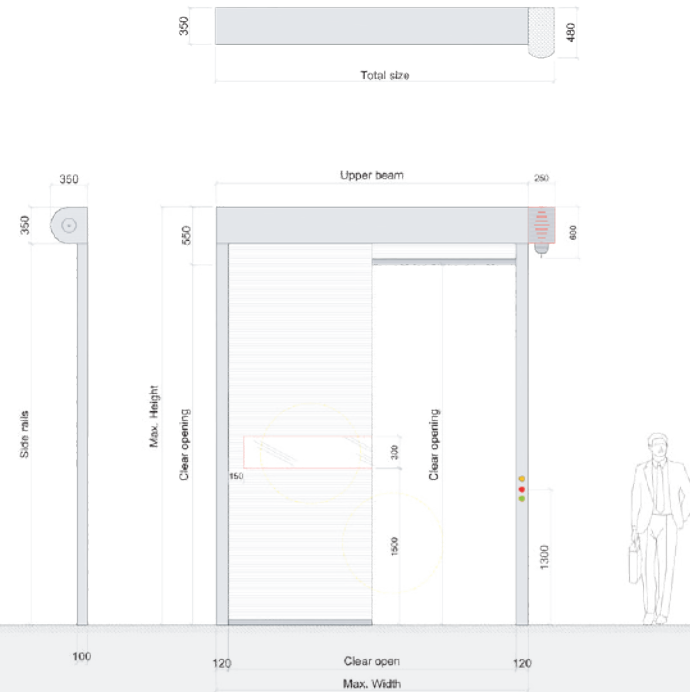 350
480
Total size
Upper beam
250
350
350
550
600
Side rails
Max. Height
Clear opening
Clear opening
300
150
1500
1300
100
120
Clear open
120
Max. Width